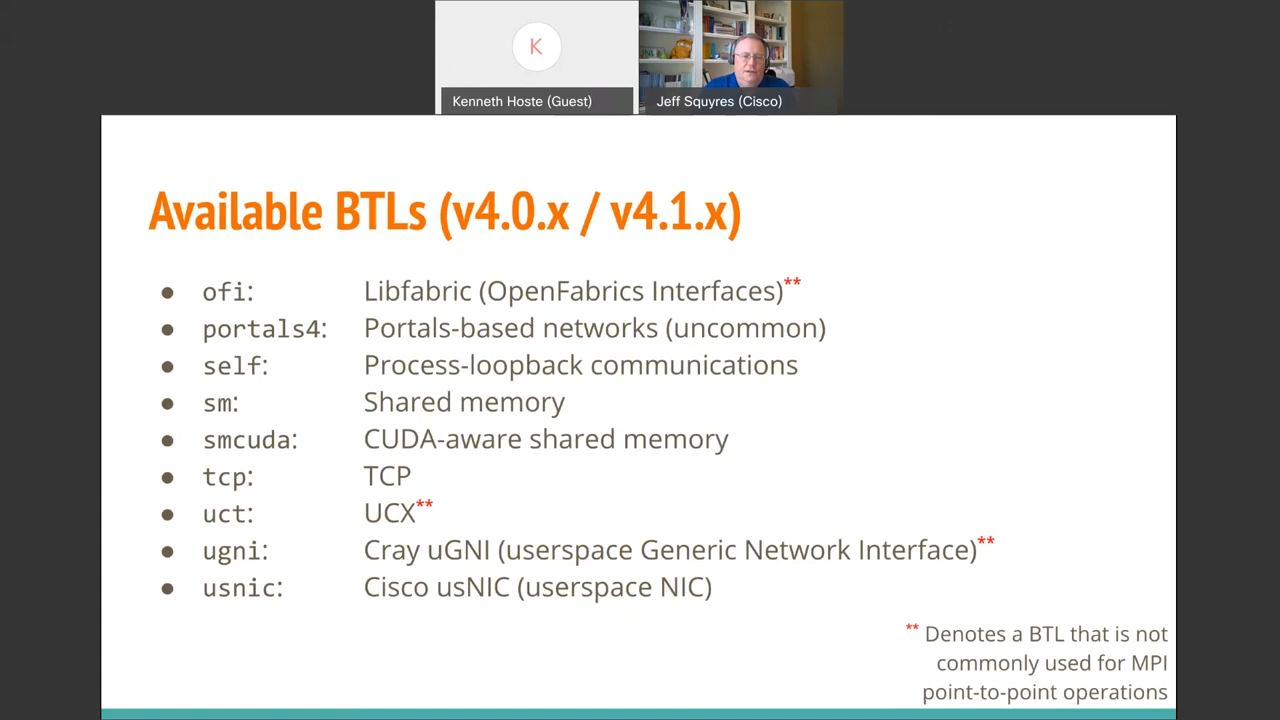 K
Kenneth Hoste (Guest)
Jeff Squyres (Cisco)
Available BTLs (v4.0.x / v4.1.x)
● ofi: Libfabric (OpenFabrics Interfaces)**
● portals4: Portals-based networks (uncommon)
● self: Process-loopback communications
● sm: Shared memory
● smcuda: CUDA-aware shared memory
● tcp: TCP
● uct: UCX**
● ugni: Cray uGNI (userspace Generic Network Interface)**
● usnic: Cisco usNIC (userspace NIC)
** Denotes a BTL that is not
commonly used for MPI
point-to-point operations